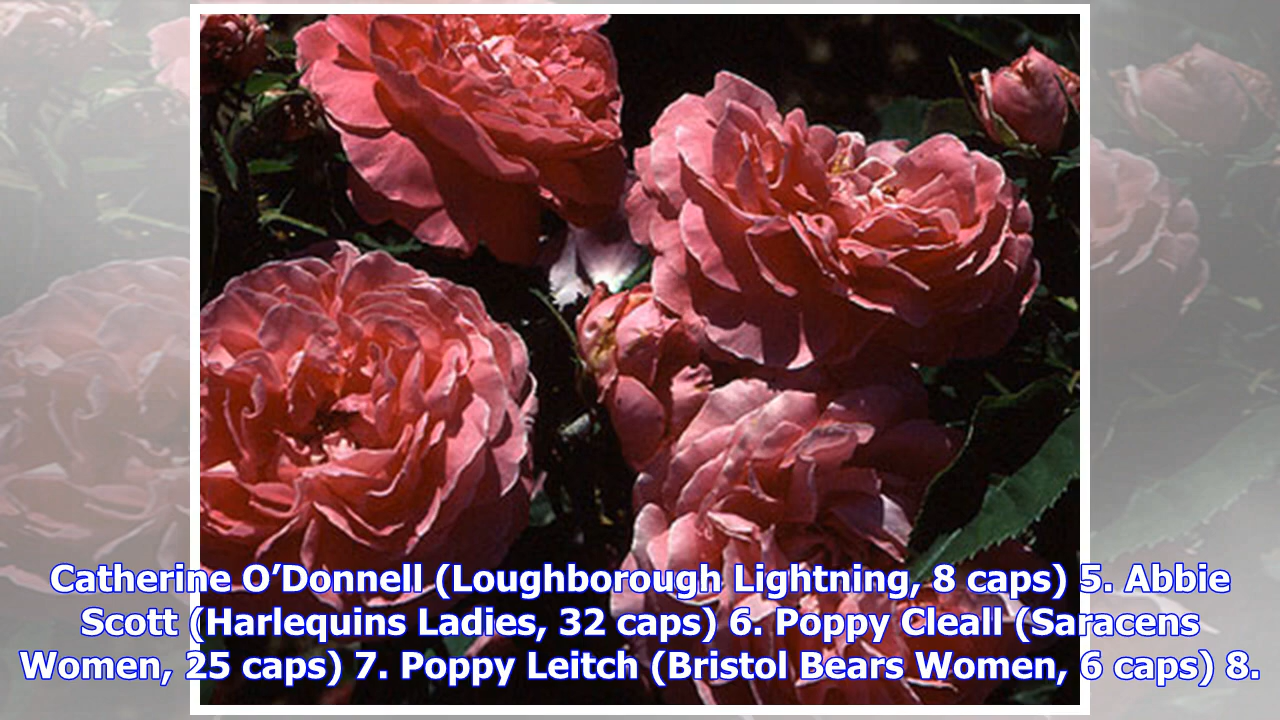 Catherine O’Donnell (Loughborough Lightning, 8 caps) 5. Abbie
Scott (Harlequins Ladies, 32 caps) 6. Poppy Cleall (Saracens
Women, 25 caps) 7. Poppy Leitch (Bristol Bears Women, 6 caps) 8.